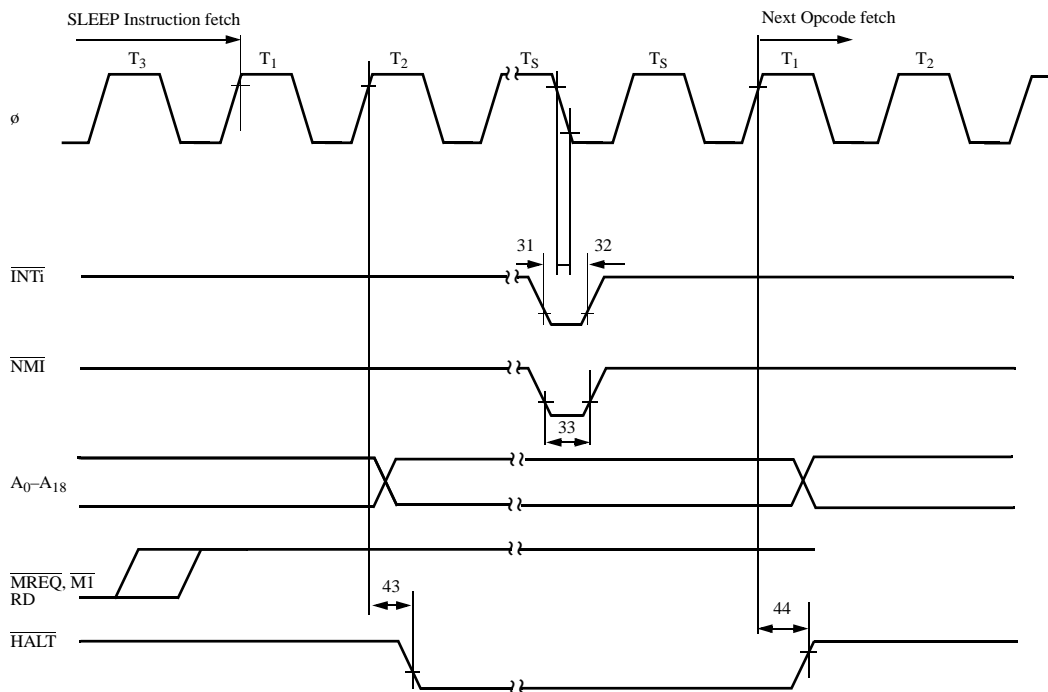 SLEEP Instruction fetch
Next Opcode fetch
T3 T1 T2 TS TS T1 T2
ø
31 32
INTi
NMI
33
A0–A18
MREQ, M1
RD
43 44
HALT